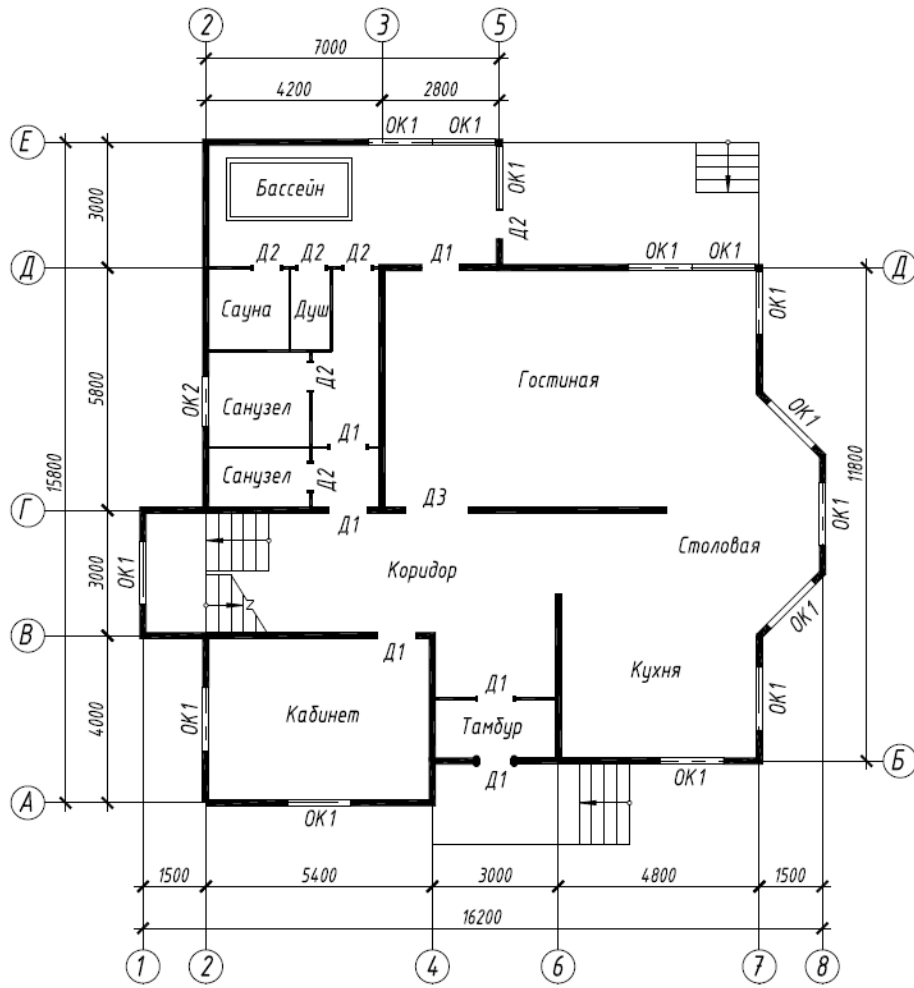 2 3 5
7000
4200 2800
ОК1 ОК1
Е
ОК1
Бассейн
3000
Д2
Д2 Д2 Д2 Д1
ОК1 ОК1
Д Д
Сауна Душ
ОК1
Гостиная
Д2
ОК2
5800
Санузел
ОК1
Д1
15800
11800
Санузел
Д2
Г
Д3
Д1
ОК1
Столовая
3000
ОК1
Коридор
ОК1
В
Д1
Кухня
Д1
ОК1
ОК1
4000
Кабинет
Тамбур
Б
Д1
ОК1
А
ОК1
1500 5400 3000 4800 1500
16200
1 2 4 6 7 8